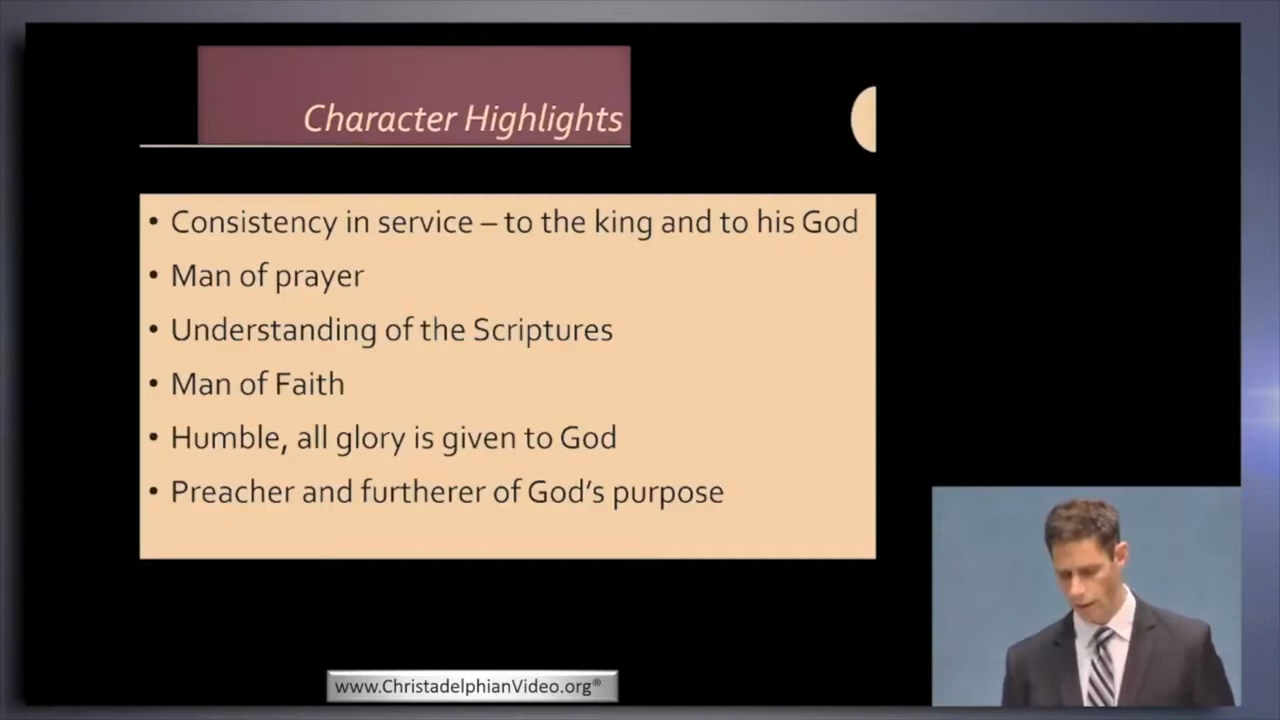 Character Highlights
• Consistency in service – to the king and to his God
• Man of prayer
• Understanding of the Scriptures
• Man of Faith
• Humble, all glory is given to God
• Preacher and furtherer of God's purpose
www.ChristadelphianVideo.org®